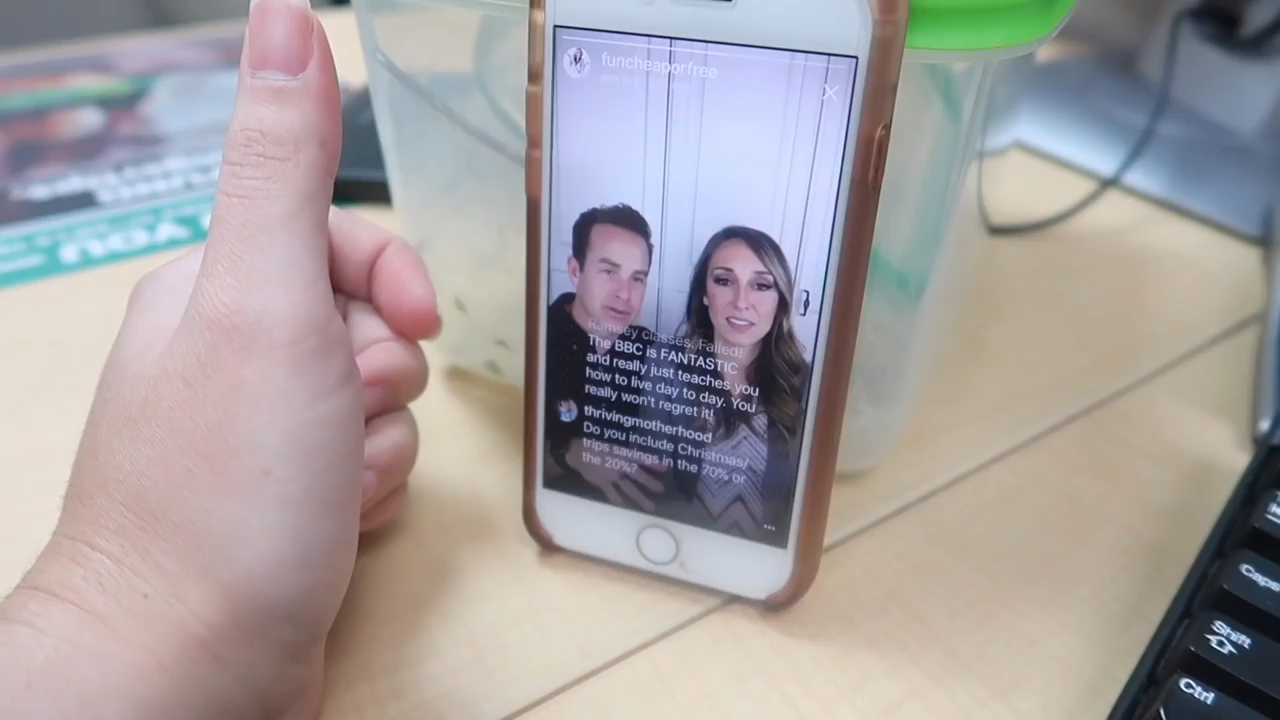 funcheaporfree
Ramsey classes. Failed!
The BBC is FANTASTIC
and really just teaches you
how to live day to day. You
really won't regret it!
thrivingmotherhood
Do you include Christmas/
trips savings in the 70% or
the 20%?
YOU
Caps
Shift
Ctrl